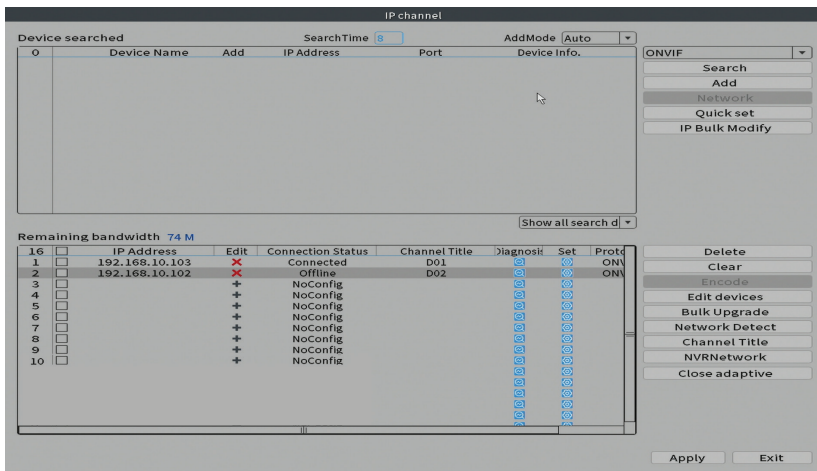 IP channel
Device searched SearchTime 8 AddMode Auto
0 Device Name Add IP Address Port Device Info. ONVIF
Search
Add
Network
Quick set
IP Bulk Modify
Show all search d
Remaining bandwidth 74 M
16 IP Address Edit Connection Status Channel Title Diagnosis Set Proto
1 192.168.10.103 Connected D01 ONV
2 192.168.10.102 Offline D02 ONV
3 NoConfig
4 NoConfig
5 NoConfig
6 NoConfig
7 NoConfig
8 NoConfig
9 NoConfig
10 NoConfig
Delete
Clear
Encode
Edit devices
Bulk Upgrade
Network Detect
Channel Title
NVRNetwork
Close adaptive
Apply Exit